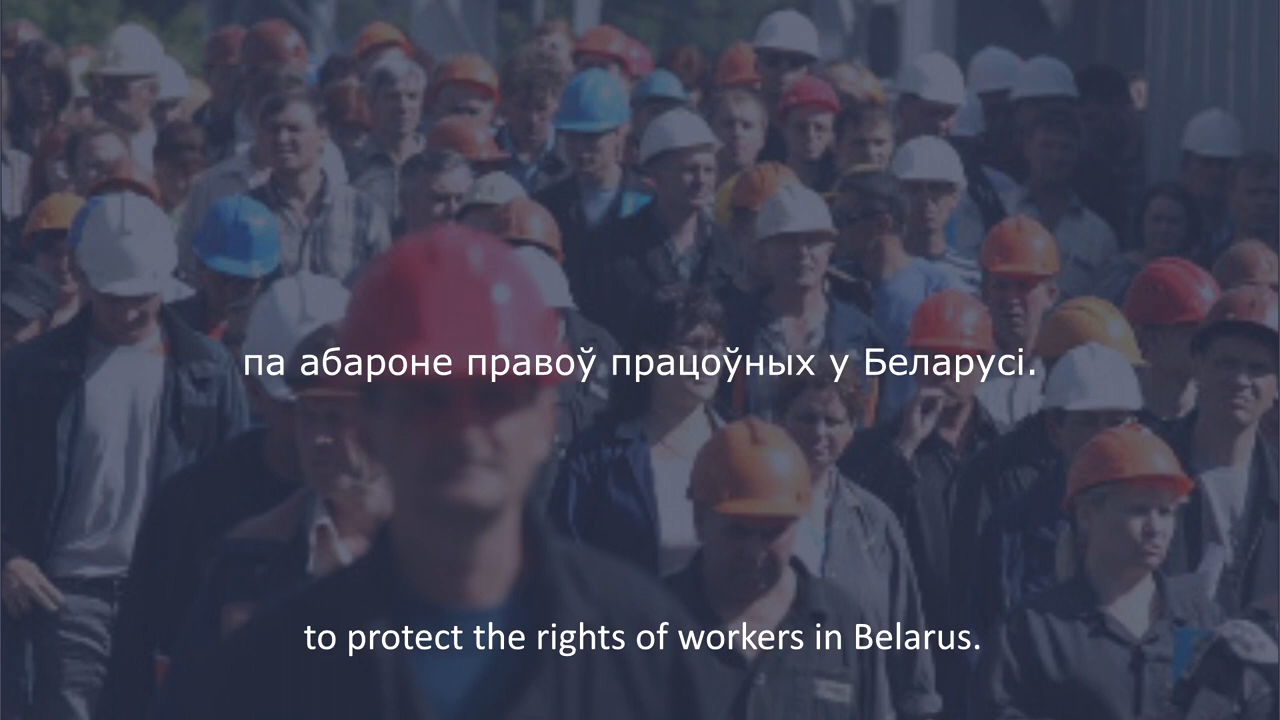 па абароне правоў працоўных у Беларусі.
to protect the rights of workers in Belarus.